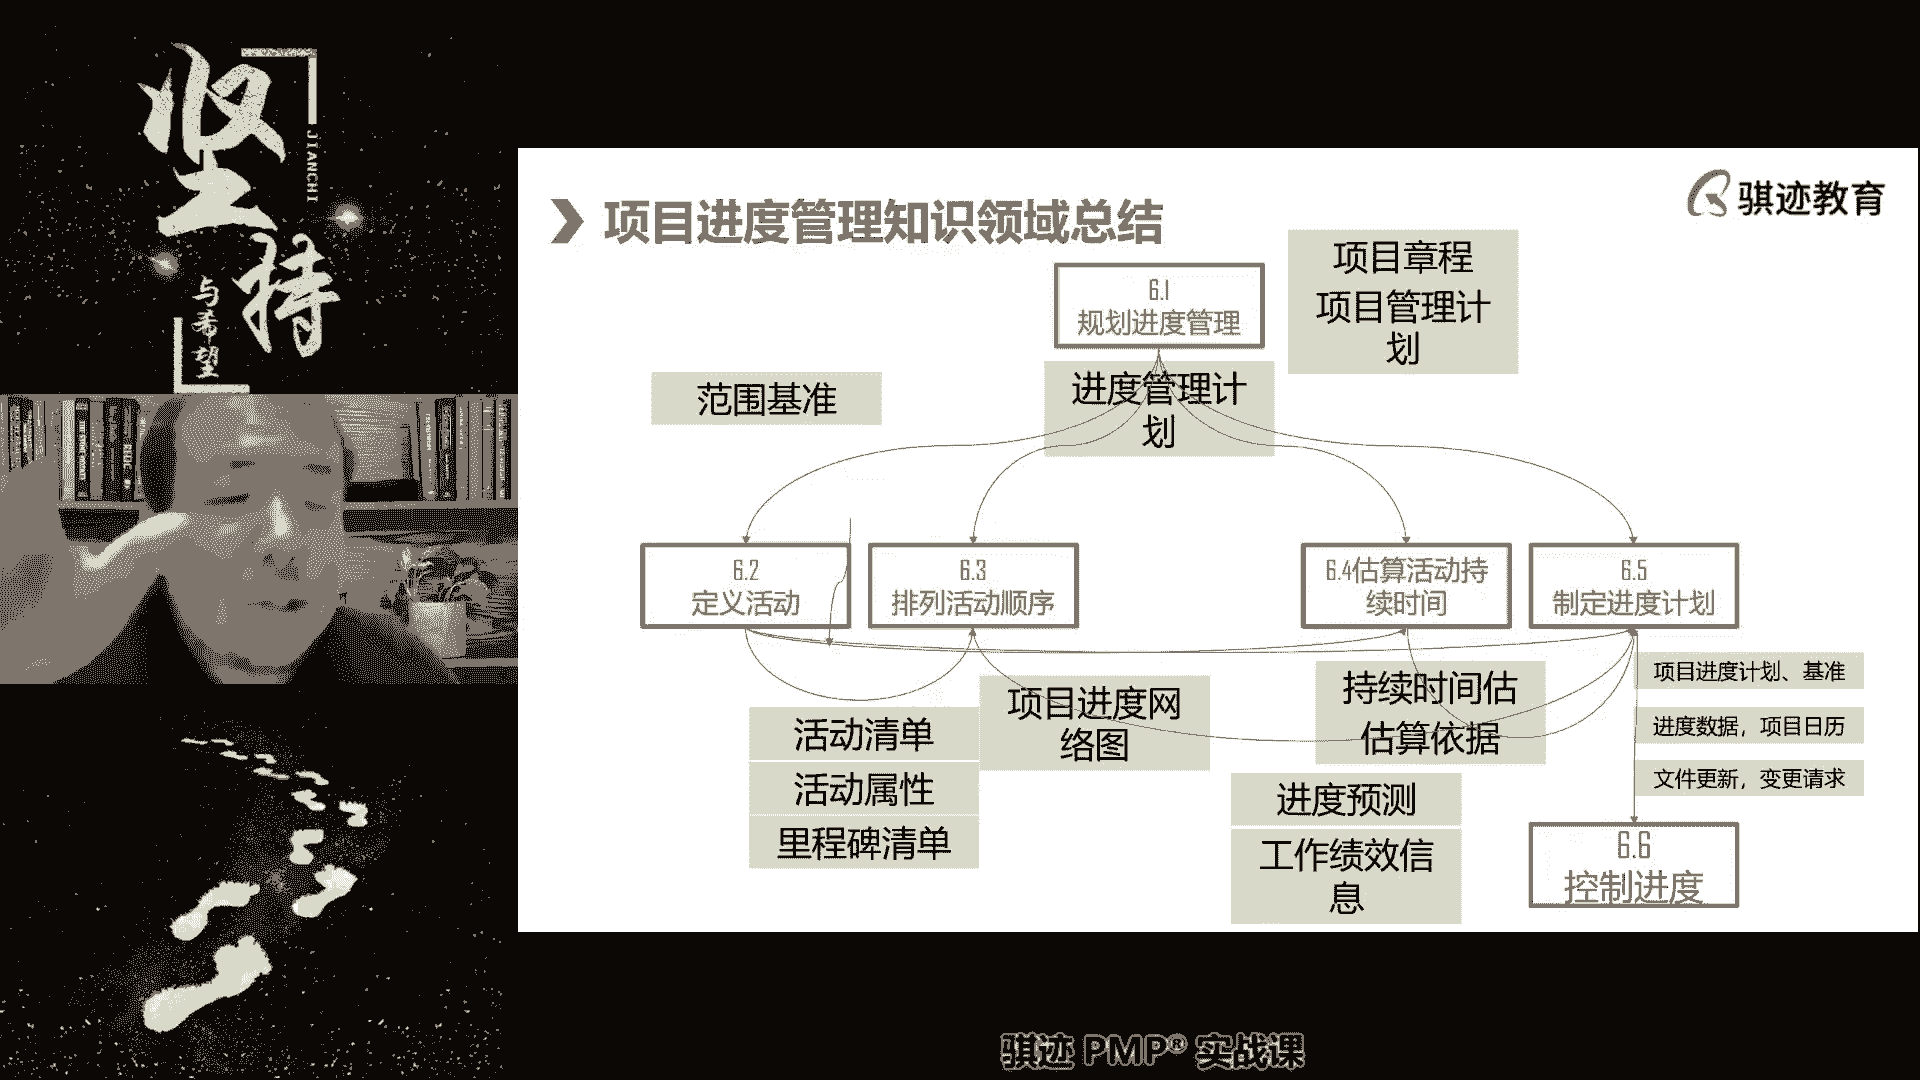 坚持
JIANCHI
与希望
骐迹教育
项目进度管理知识领域总结
项目章程
项目管理计
划
6.1
规划进度管理
范围基准
进度管理计
划
6.2
定义活动
6.3
排列活动顺序
6.4估算活动持
续时间
6.5
制定进度计划
活动清单
活动属性
里程碑清单
项目进度网
络图
持续时间估
估算依据
进度预测
工作绩效信
息
项目进度计划、基准
进度数据，项目日历
文件更新，变更请求
6.6
控制进度
骐迹 PMP® 实战课